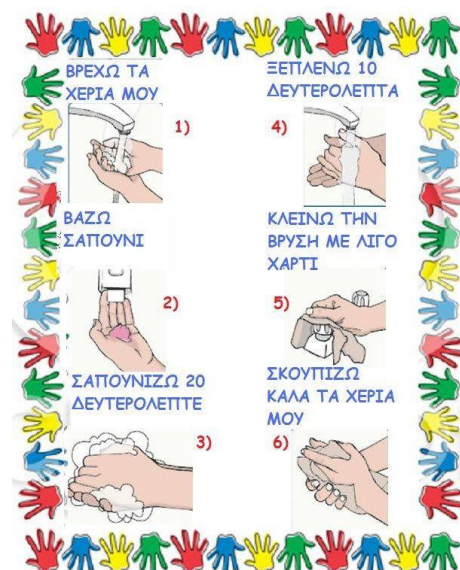 ΒΡΕΧΩ ΤΑ
ΧΕΡΙΑ ΜΟΥ
1)
ΒΑΖΩ
ΣΑΠΟΥΝΙ
2)
ΣΑΠΟΥΝΙΖΩ 20
ΔΕΥΤΕΡΟΛΕΠΤΕ
3)
ΞΕΠΛΕΝΩ 10
ΔΕΥΤΕΡΟΛΕΠΤΑ
4)
ΚΛΕΙΝΩ ΤΗΝ
ΒΡΥΣΗ ΜΕ ΛΙΓΟ
ΧΑΡΤΙ
5)
ΣΚΟΥΠΙΖΩ
ΚΑΛΑ ΤΑ ΧΕΡΙΑ
ΜΟΥ
6)